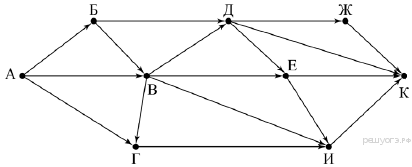 Б Д Ж
А В Е К
Г И
решуогэ.рф